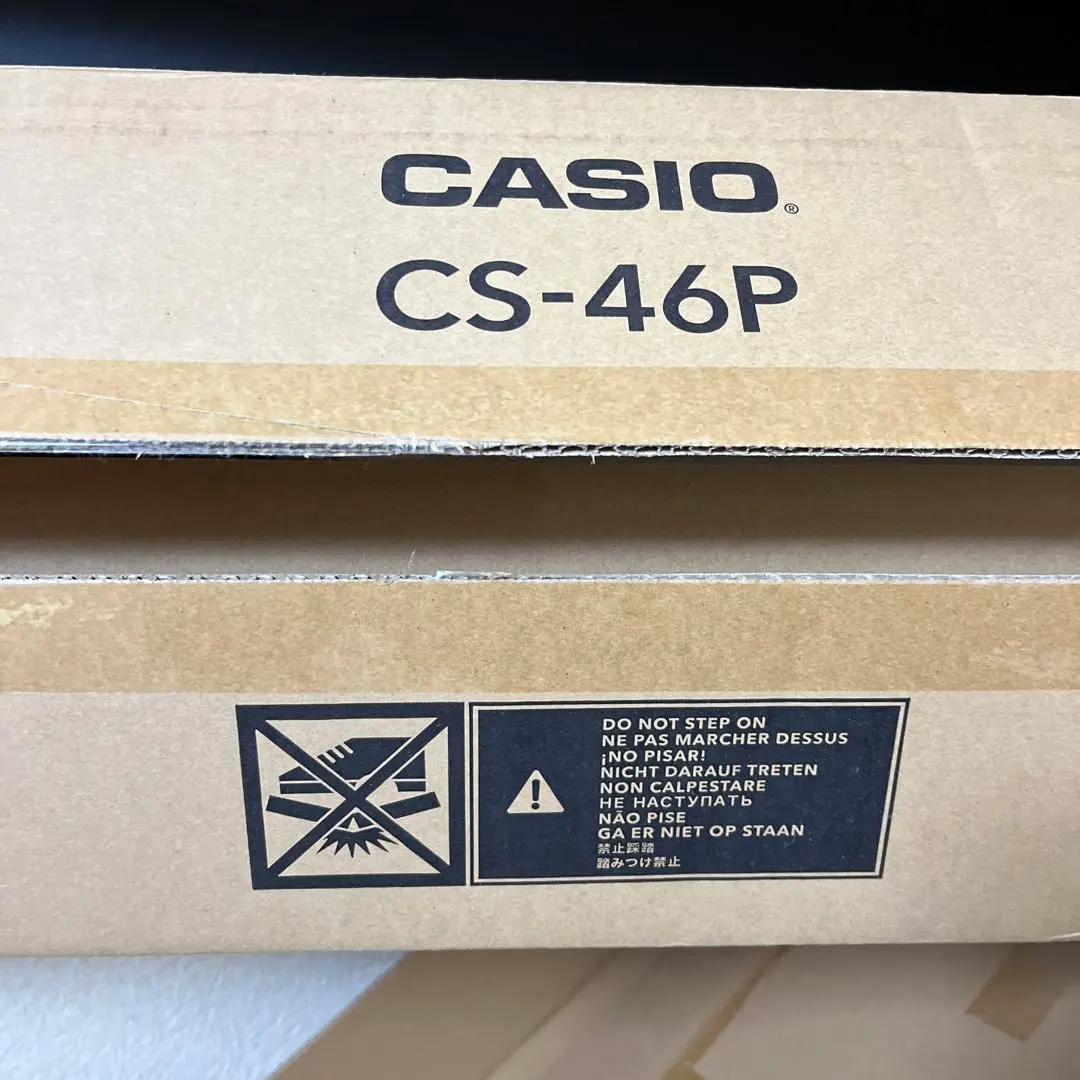 CASIO®
CS-46P
DO NOT STEP ON
NE PAS MARCHER DESSUS
¡NO PISAR!
NICHT DARAUF TRETEN
NON CALPESTARE
НЕ НАСТУПАТЬ
NÃO PISE
GA ER NIET OP STAAN
禁止踩踏
踏みつけ禁止